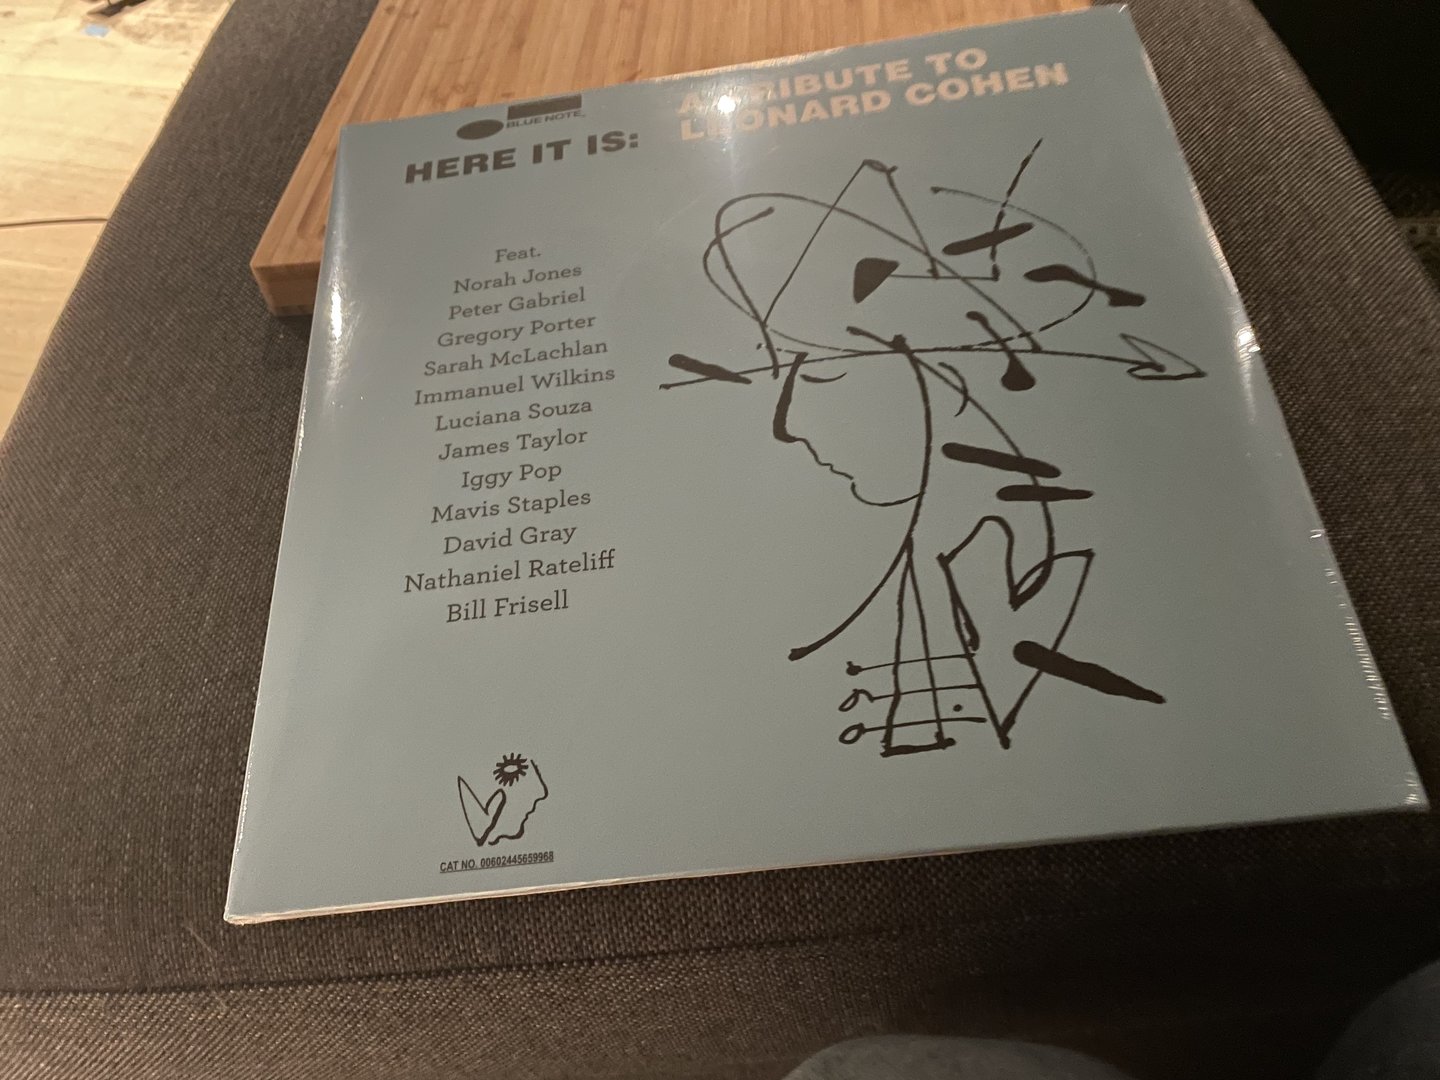 BLUE NOTE
HERE IT IS:
A TRIBUTE TO
LEONARD COHEN
Feat.
Norah Jones
Peter Gabriel
Gregory Porter
Sarah McLachlan
Immanuel Wilkins
Luciana Souza
James Taylor
Iggy Pop
Mavis Staples
David Gray
Nathaniel Rateliff
Bill Frisell
CAT NO. 00602445659968